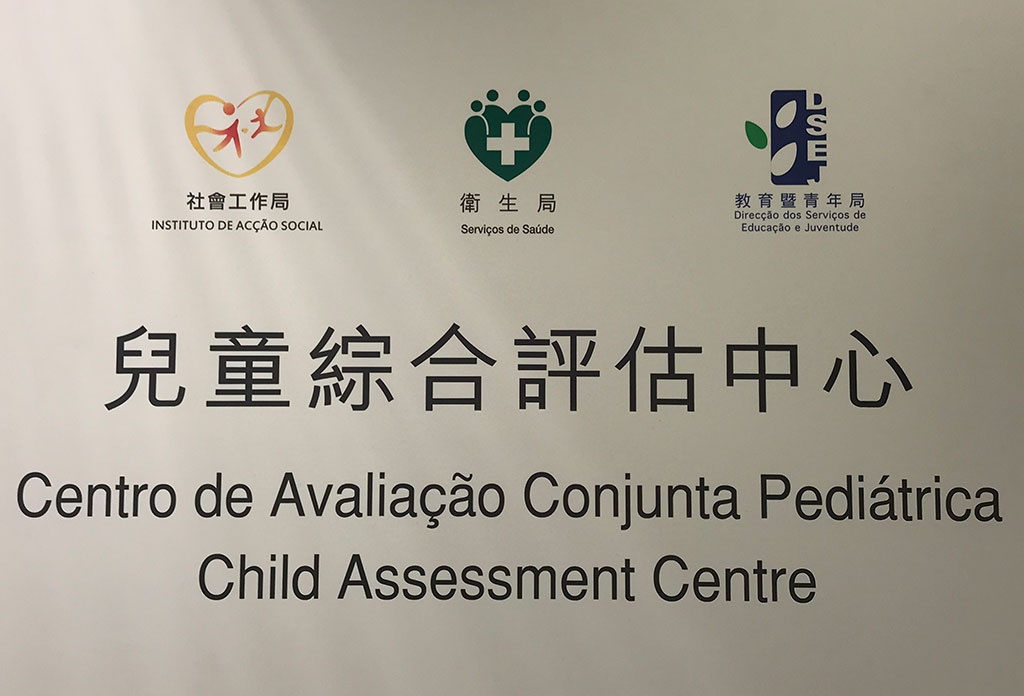 社會工作局
INSTITUTO DE ACÇÃO SOCIAL
衛生局
Serviços de Saúde
DSEJ
教育暨青年局
Direcção dos Serviços de
Educação e Juventude
兒童綜合評估中心
Centro de Avaliação Conjunta Pediátrica
Child Assessment Centre